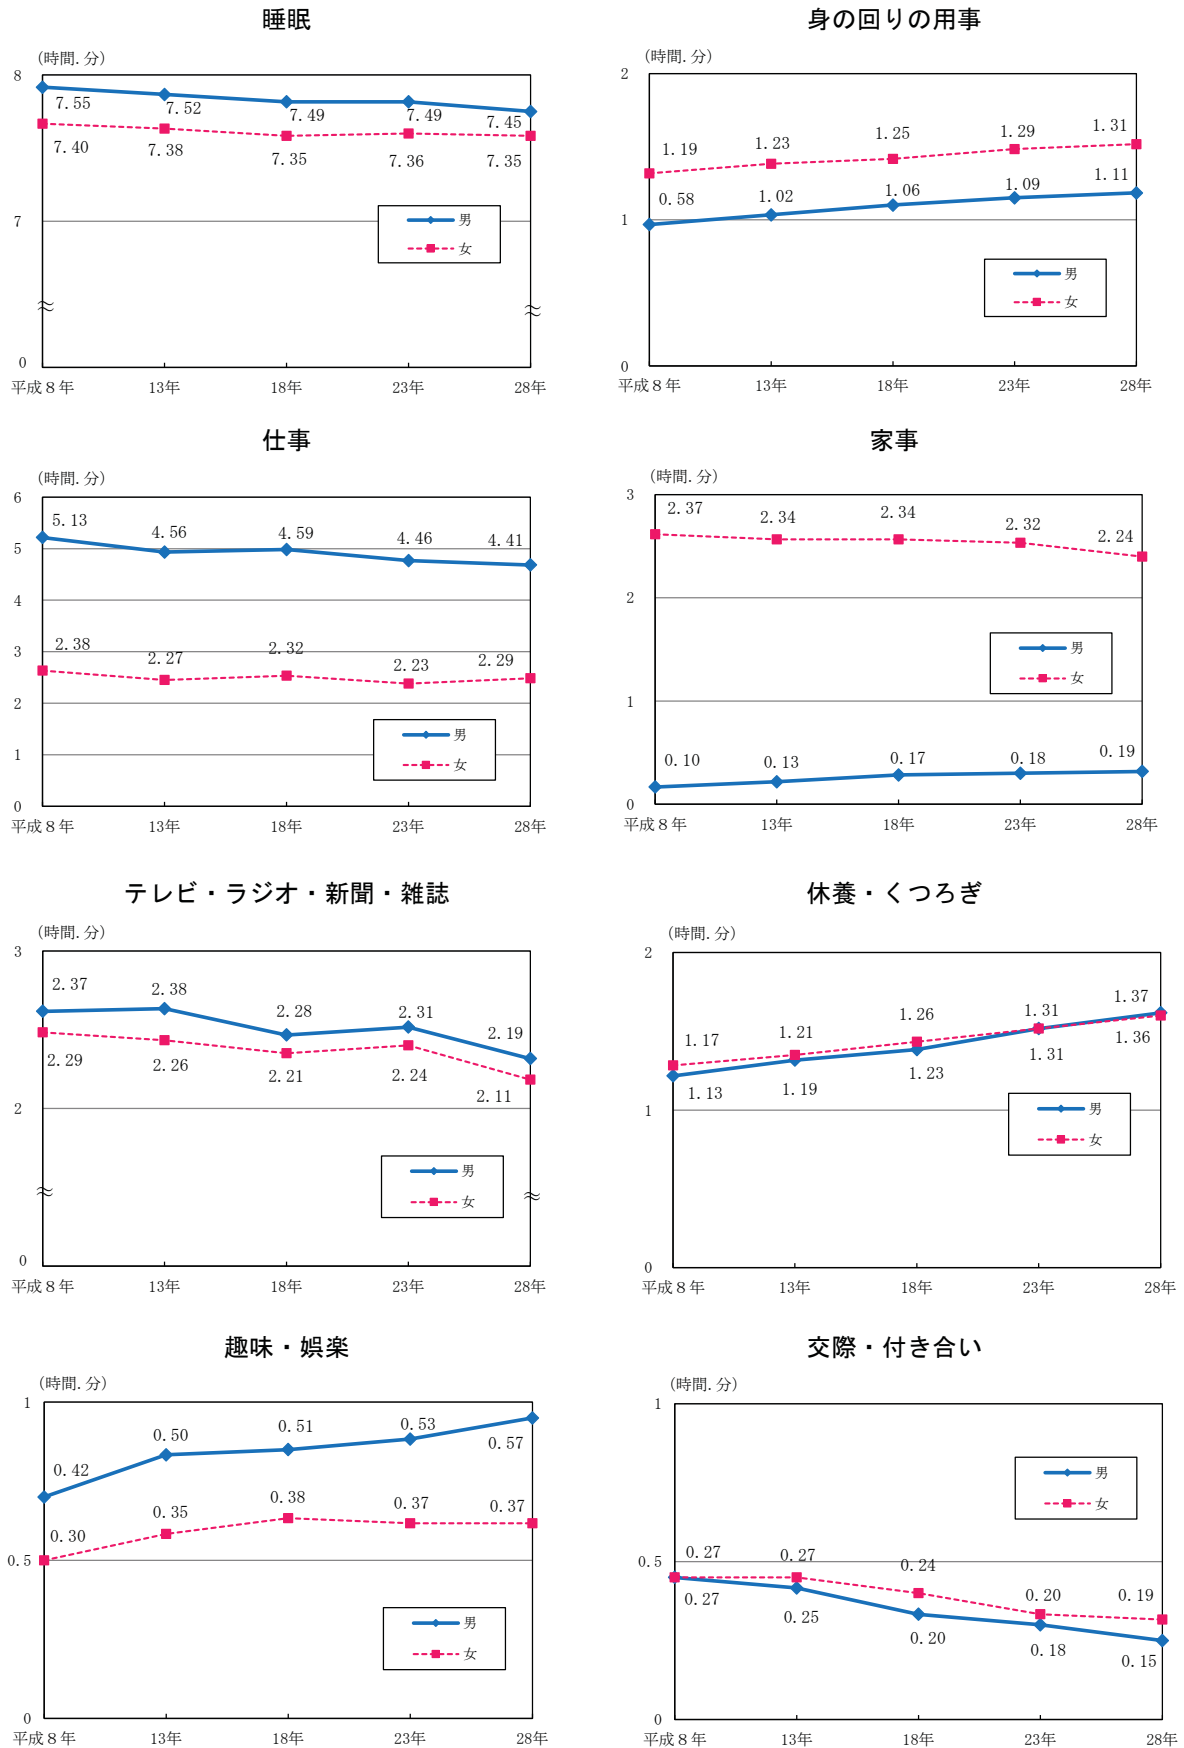 睡眠
(時間.分)
8
7.55
7.52
7.49
7.49
7.45
7.40
7.38
7.35
7.36
7.35
7
男
女
0
平成8年
13年
18年
23年
28年
身の回りの用事
(時間.分)
2
1.19
1.23
1.25
1.29
1.31
0.58
1.02
1.06
1.09
1.11
1
男
女
0
平成8年
13年
18年
23年
28年
仕事
(時間.分)
6
5.13
4.56
4.59
4.46
4.41
5
4
3
2.38
2.27
2.32
2.23
2.29
2
男
女
1
0
平成8年
13年
18年
23年
28年
家事
(時間.分)
3
2.37
2.34
2.34
2.32
2.24
2
男
女
1
0.10
0.13
0.17
0.18
0.19
0
平成8年
13年
18年
23年
28年
テレビ・ラジオ・新聞・雑誌
(時間.分)
3
2.37
2.38
2.28
2.31
2.19
2.29
2.26
2.21
2.24
2.11
2
男
女
0
平成8年
13年
18年
23年
28年
休養・くつろぎ
(時間.分)
2
1.17
1.21
1.26
1.31
1.37
1.13
1.19
1.23
1.31
1.36
1
男
女
0
平成8年
13年
18年
23年
28年
趣味・娯楽
(時間.分)
1
0.42
0.50
0.51
0.53
0.57
0.30
0.35
0.38
0.37
0.37
0.5
男
女
0
平成8年
13年
18年
23年
28年
交際・付き合い
(時間.分)
1
男
女
0.5
0.27
0.27
0.24
0.20
0.19
0.27
0.25
0.20
0.18
0.15
0
平成8年
13年
18年
23年
28年